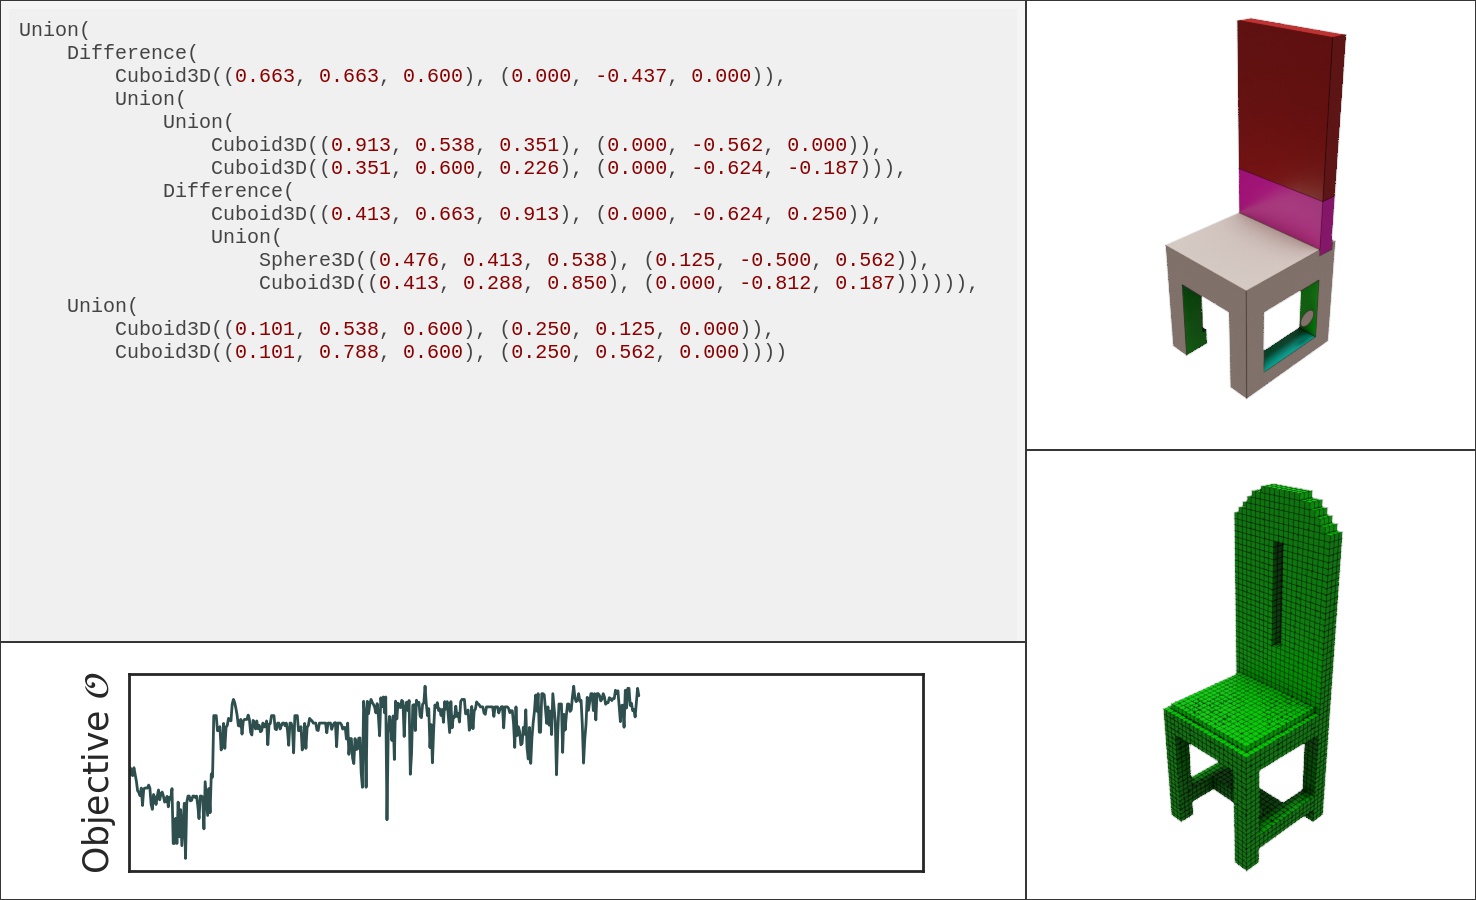 Union(
    Difference(
        Cuboid3D((0.663, 0.663, 0.600), (0.000, -0.437, 0.000)),
        Union(
            Union(
                Cuboid3D((0.913, 0.538, 0.351), (0.000, -0.562, 0.000)),
                Cuboid3D((0.351, 0.600, 0.226), (0.000, -0.624, -0.187))),
            Difference(
                Cuboid3D((0.413, 0.663, 0.913), (0.000, -0.624, 0.250)),
                Union(
                    Sphere3D((0.476, 0.413, 0.538), (0.125, -0.500, 0.562)),
                    Cuboid3D((0.413, 0.288, 0.850), (0.000, -0.812, 0.187)))))),
    Union(
        Cuboid3D((0.101, 0.538, 0.600), (0.250, 0.125, 0.000)),
        Cuboid3D((0.101, 0.788, 0.600), (0.250, 0.562, 0.000))))
Objective 𝒪